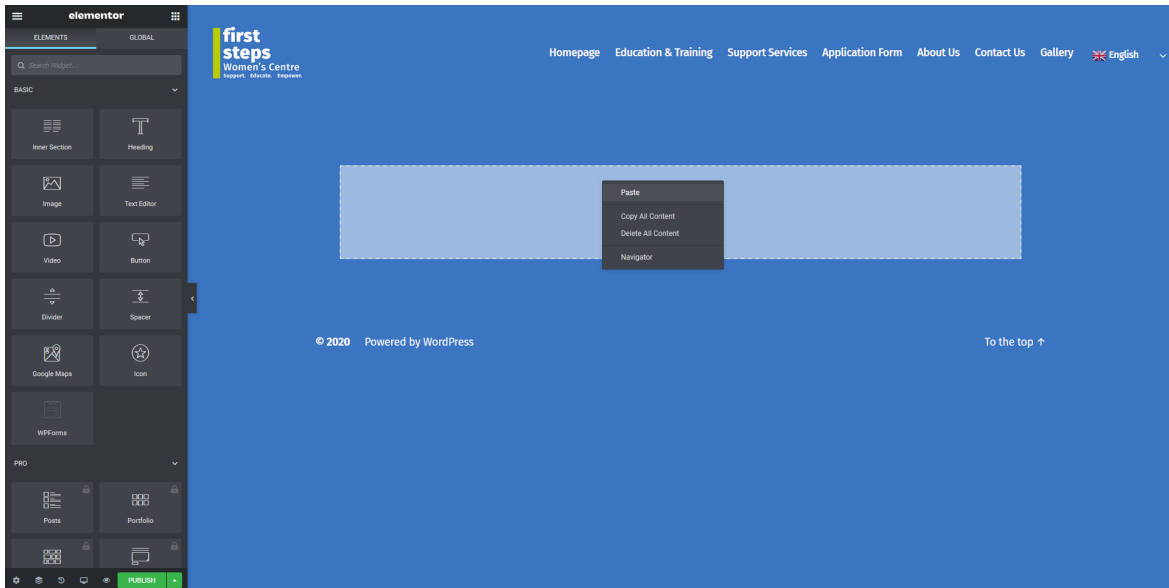 elementor
ELEMENTS
GLOBAL
Search Widget...
BASIC
Inner Section
Heading
Image
Text Editor
Video
Button
Divider
Spacer
Google Maps
Icon
WPForms
PRO
Posts
Portfolio
PUBLISH
first
steps
Women's Centre
Support. Educate. Empower.
Homepage Education & Training Support Services Application Form About Us Contact Us Gallery English
Paste
Copy All Content
Delete All Content
Navigator
© 2020 Powered by WordPress
To the top ↑